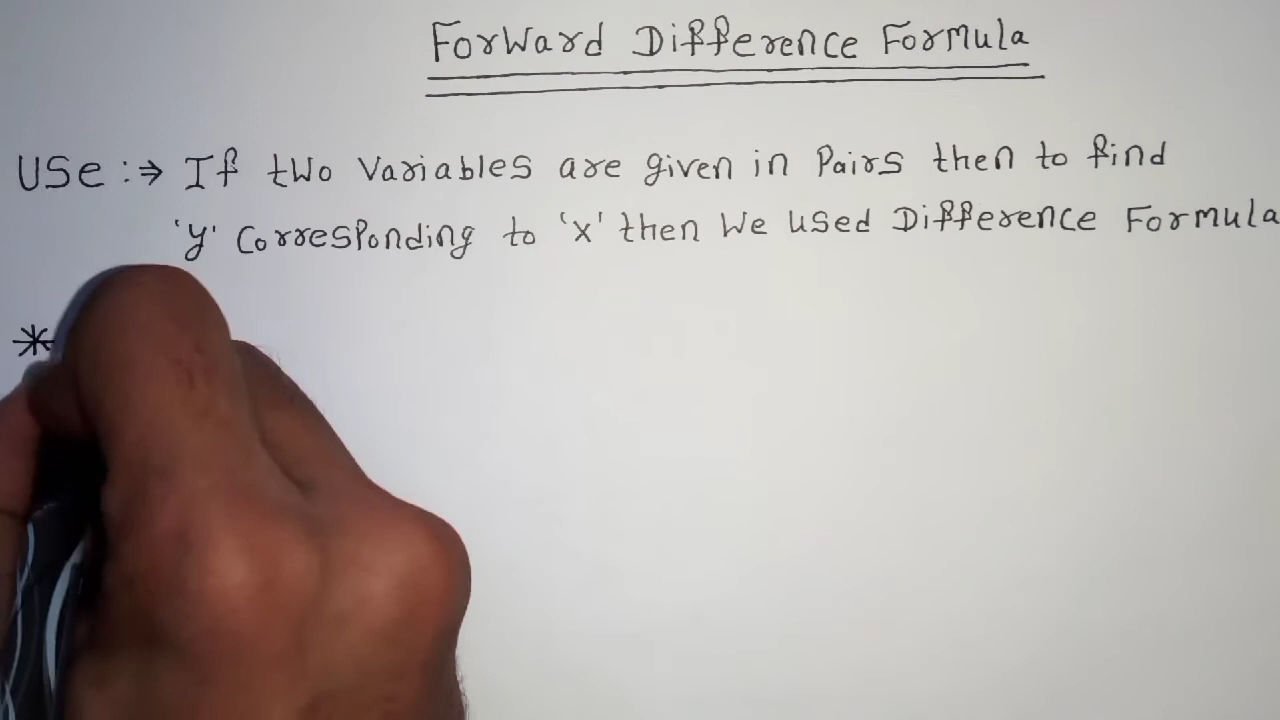 Forward Difference Formula
Use :⇒ If two Variables are given in Pairs then to find
'y' Corresponding to 'x' then We used Difference Formula
*